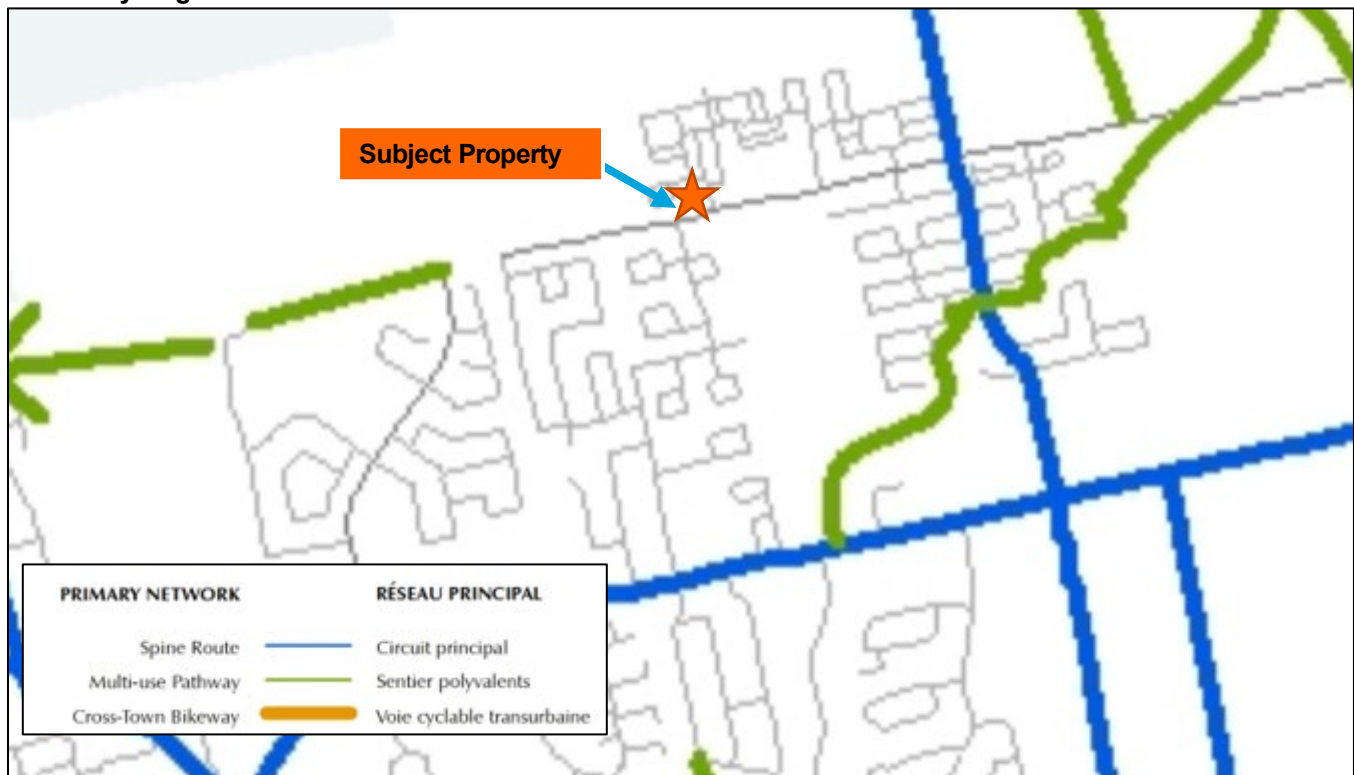 Subject Property
PRIMARY NETWORK RÉSEAU PRINCIPAL
Spine Route Circuit principal
Multi-use Pathway Sentier polyvalents
Cross-Town Bikeway Voie cyclable transurbaine